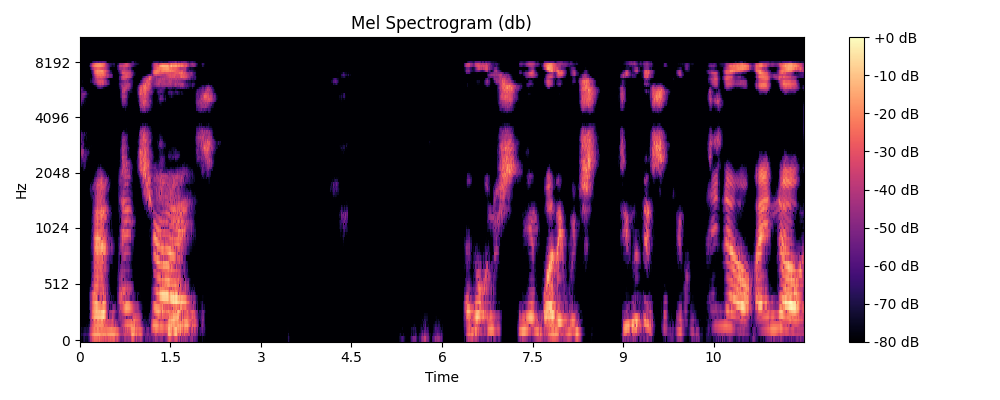 Mel Spectrogram (db)
8192
4096
2048
1024
512
0
Hz
0 1.5 3 4.5 6 7.5 9 10
Time
+0 dB
-10 dB
-20 dB
-30 dB
-40 dB
-50 dB
-60 dB
-70 dB
-80 dB